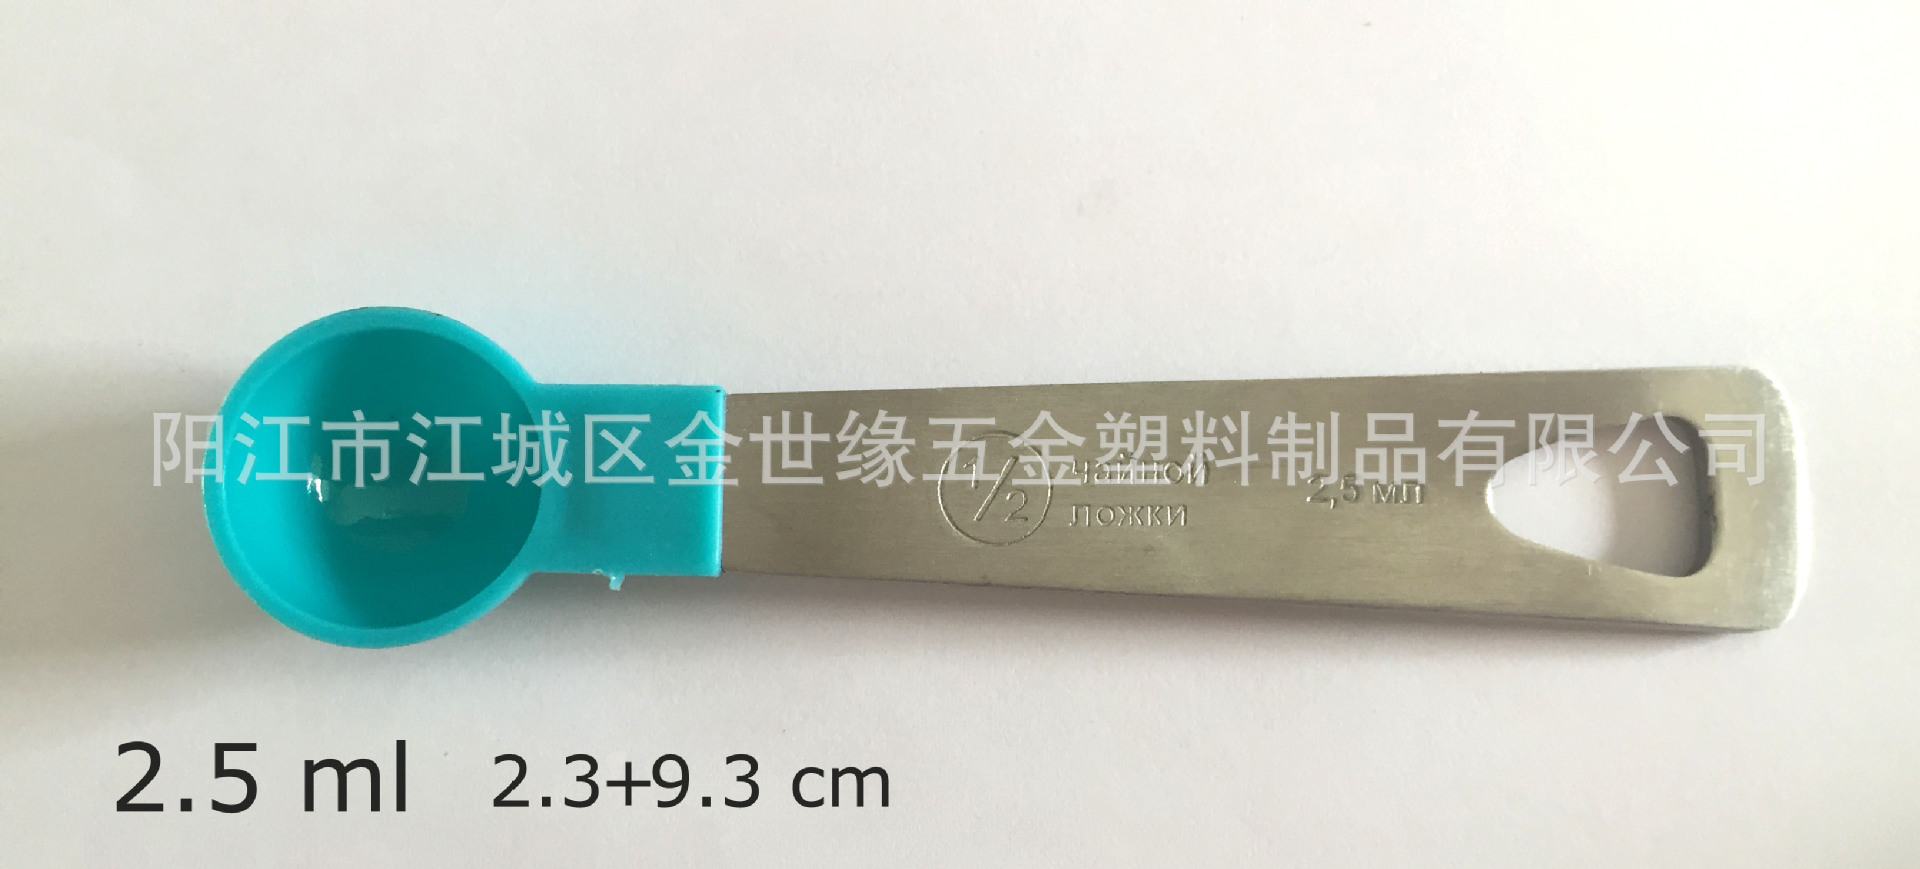 阳江市江城区金世缘五金塑料制品有限公司
1/2 чайной
ложки
2,5 мл
2.5 ml 2.3+9.3 cm